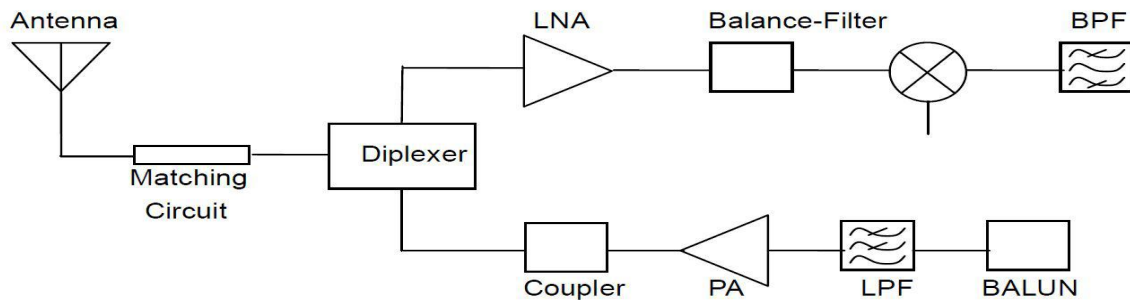 Antenna
LNA
Balance-Filter
BPF
Diplexer
Matching
Circuit
Coupler
PA
LPF
BALUN